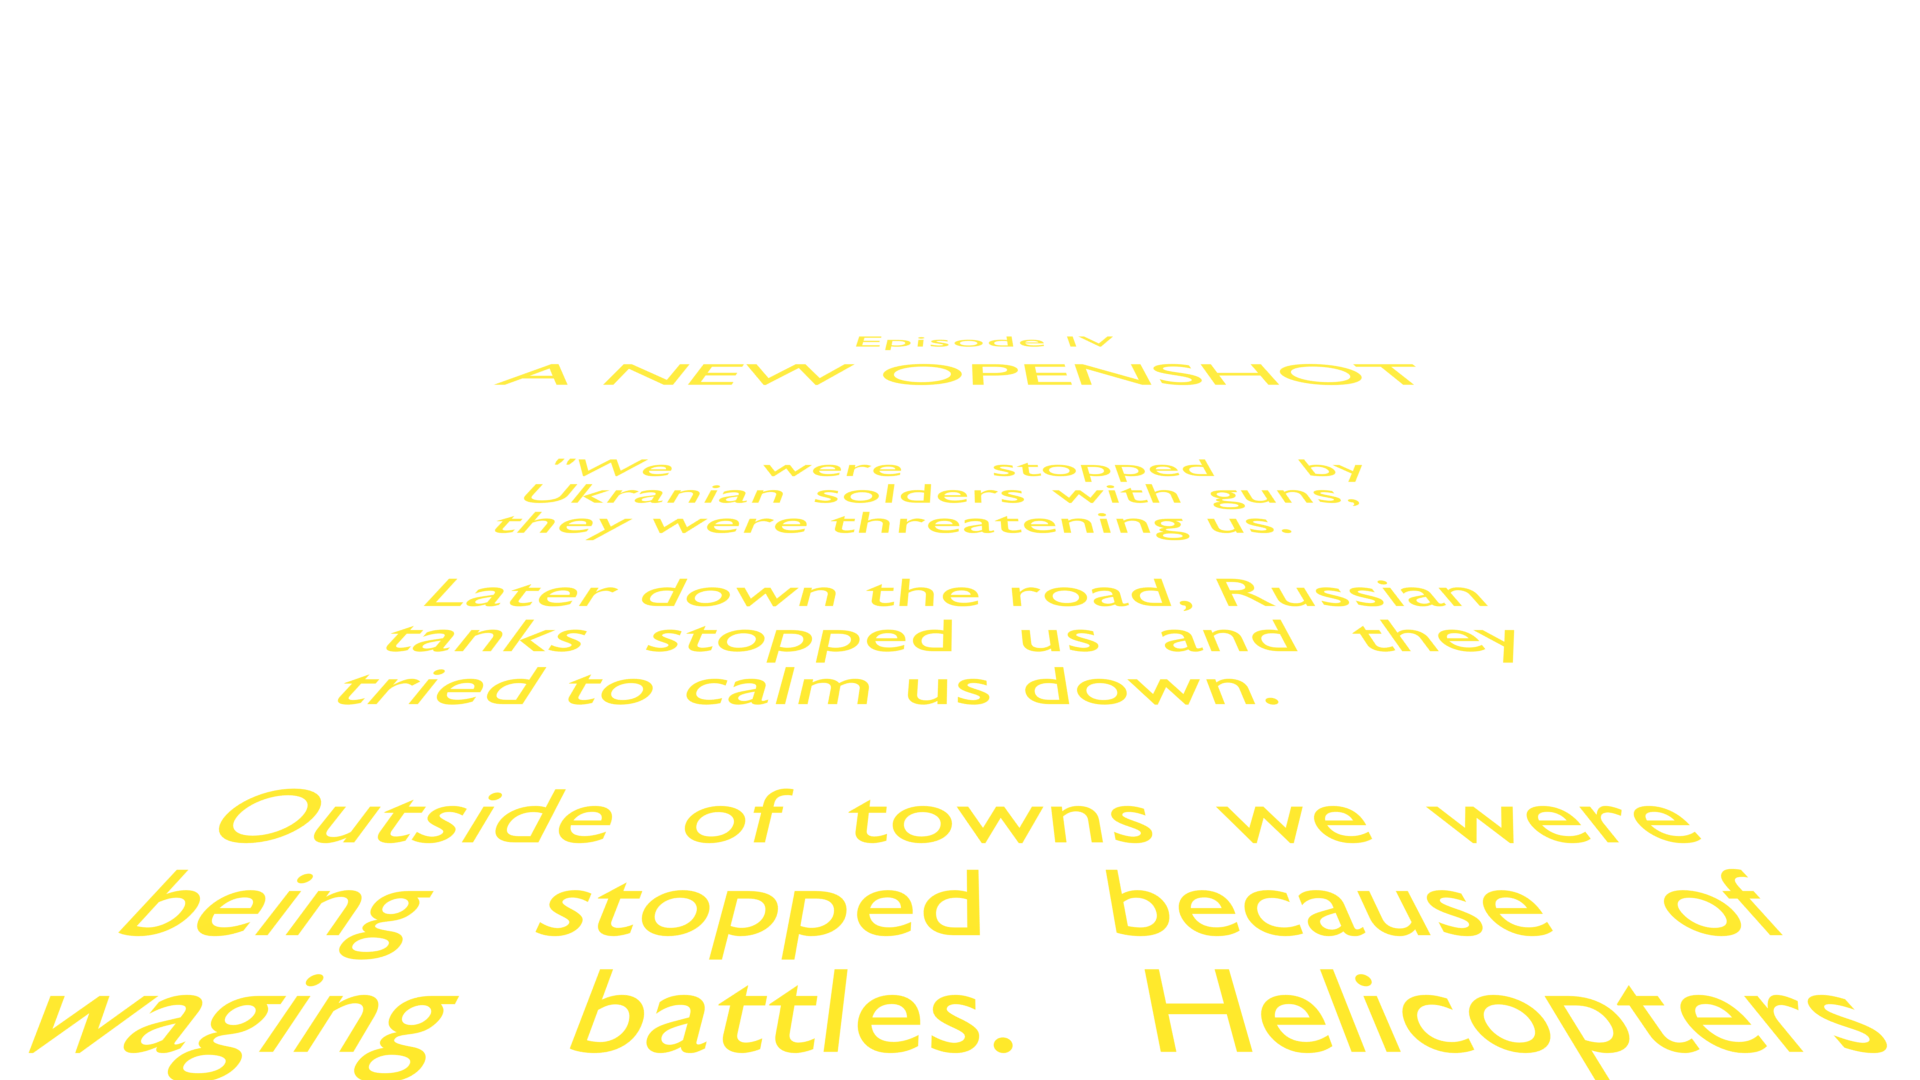 Episode IV
A NEW OPENSHOT
"We were stopped by
Ukranian solders with guns,
they were threatening us.
Later down the road, Russian
tanks stopped us and they
tried to calm us down.
Outside of towns we were
being stopped because of
waging battles. Helicopters